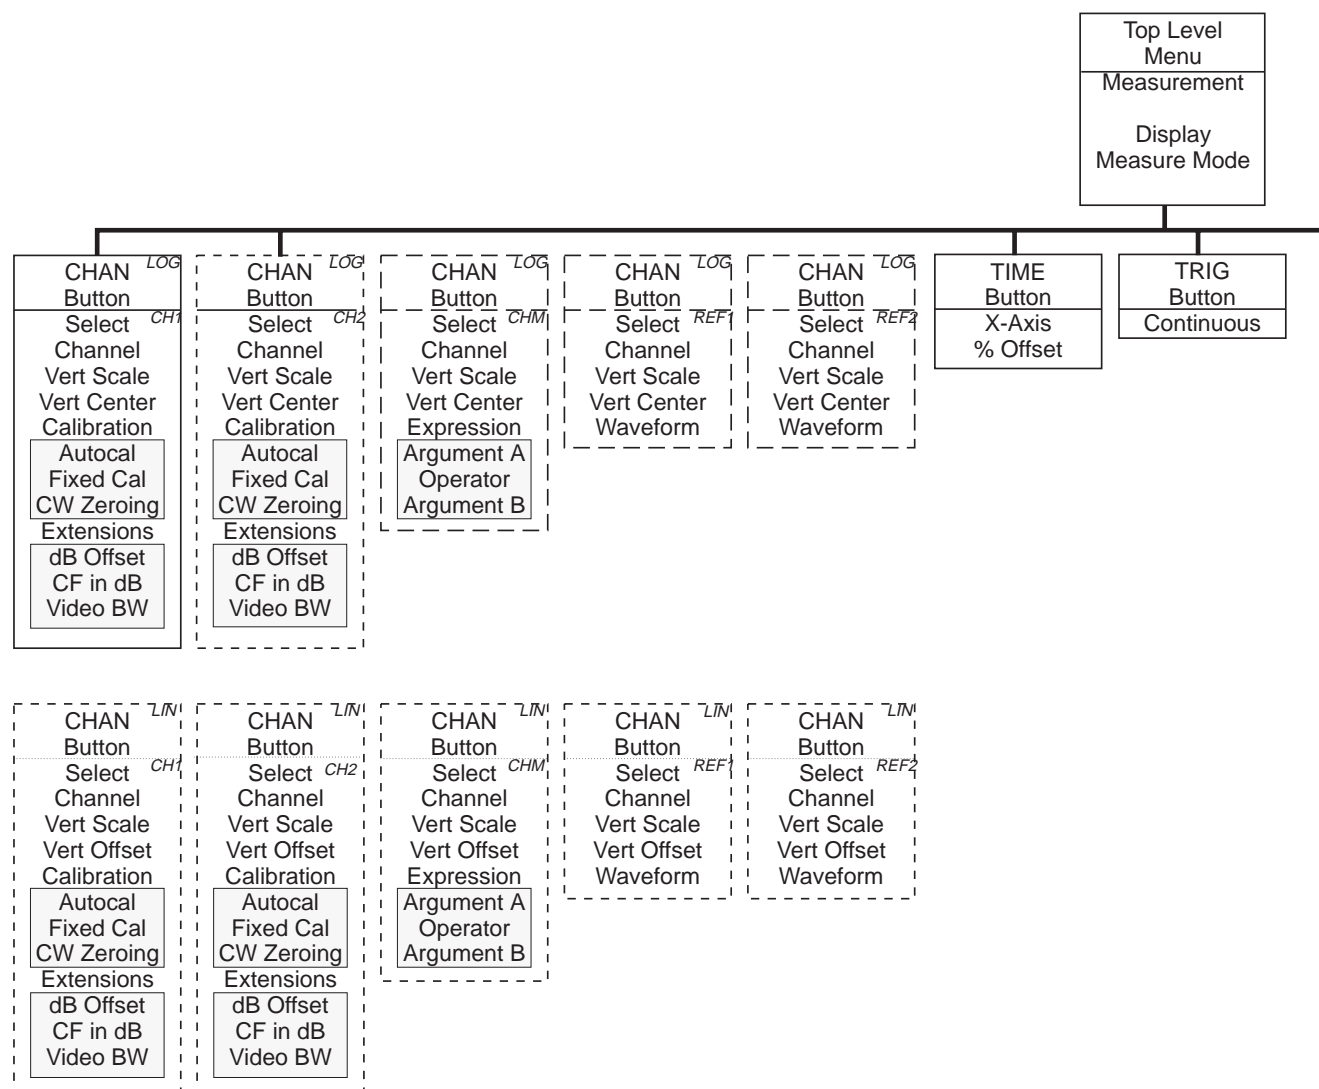 Top Level
Menu
Measurement
Display
Measure Mode
CHAN LOG
Button
Select CH1
Channel
Vert Scale
Vert Center
Calibration
Autocal
Fixed Cal
CW Zeroing
Extensions
dB Offset
CF in dB
Video BW
CHAN LOG
Button
Select CH2
Channel
Vert Scale
Vert Center
Calibration
Autocal
Fixed Cal
CW Zeroing
Extensions
dB Offset
CF in dB
Video BW
CHAN LOG
Button
Select CHM
Channel
Vert Scale
Vert Center
Expression
Argument A
Operator
Argument B
CHAN LOG
Button
Select REF1
Channel
Vert Scale
Vert Center
Waveform
CHAN LOG
Button
Select REF2
Channel
Vert Scale
Vert Center
Waveform
TIME
Button
X-Axis
% Offset
TRIG
Button
Continuous
CHAN LIN
Button
Select CH1
Channel
Vert Scale
Vert Offset
Calibration
Autocal
Fixed Cal
CW Zeroing
Extensions
dB Offset
CF in dB
Video BW
CHAN LIN
Button
Select CH2
Channel
Vert Scale
Vert Offset
Calibration
Autocal
Fixed Cal
CW Zeroing
Extensions
dB Offset
CF in dB
Video BW
CHAN LIN
Button
Select CHM
Channel
Vert Scale
Vert Offset
Expression
Argument A
Operator
Argument B
CHAN LIN
Button
Select REF1
Channel
Vert Scale
Vert Offset
Waveform
CHAN LIN
Button
Select REF2
Channel
Vert Scale
Vert Offset
Waveform